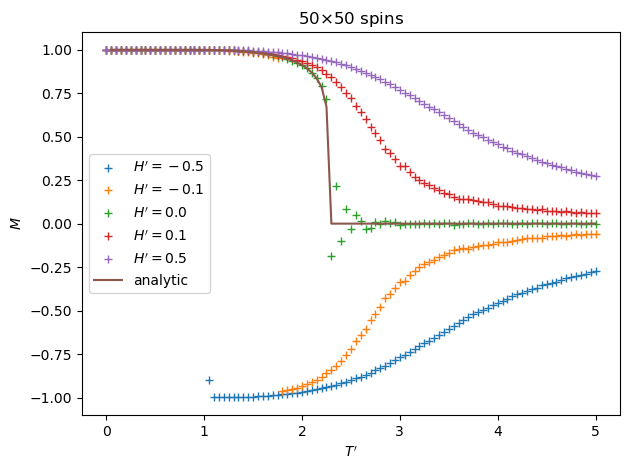 50×50 spins
M
1.00
0.75
0.50
0.25
0.00
−0.25
−0.50
−0.75
−1.00
H′ = −0.5
H′ = −0.1
H′ = 0.0
H′ = 0.1
H′ = 0.5
analytic
0 1 2 3 4 5
T′